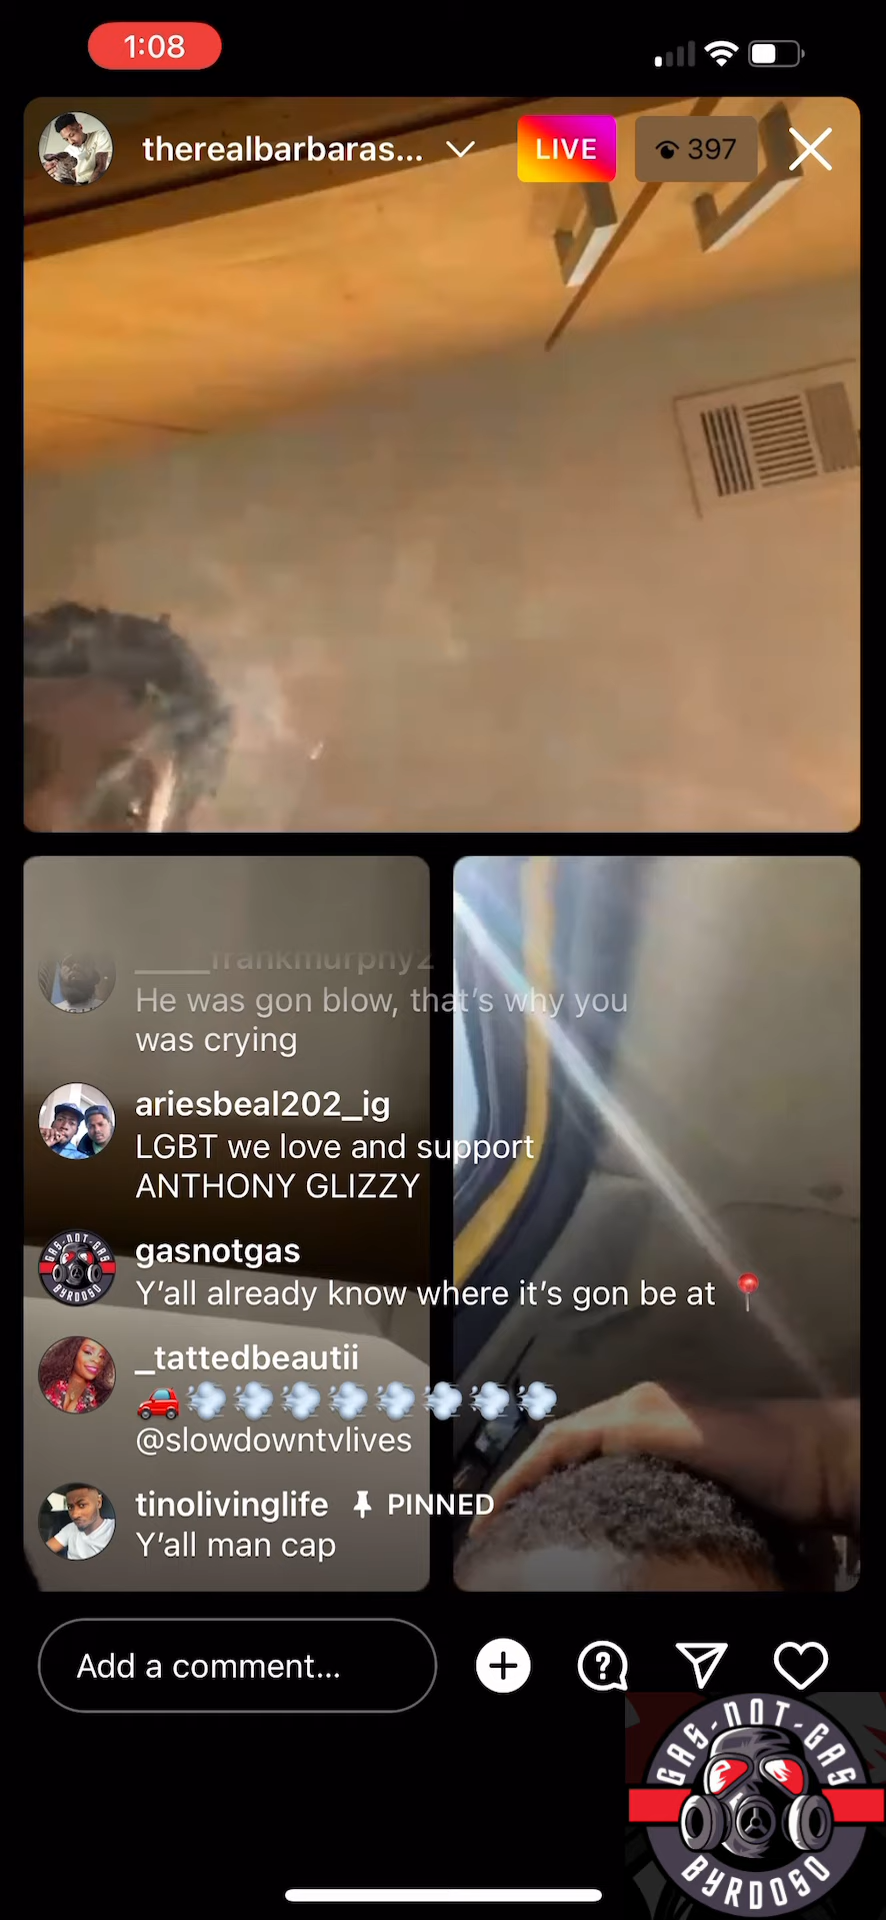 1:08
therealbarbaras...
LIVE
397
____frankmurphy2
He was gon blow, that's why you
was crying
ariesbeal202_ig
LGBT we love and support
ANTHONY GLIZZY
gasnotgas
Y'all already know where it's gon be at 📍
_tattedbeautii
🚗💨💨💨💨💨💨💨💨
@slowdowntvlives
tinolivinglife PINNED
Y'all man cap
Add a comment...
GAS-NOT-GAS
BYRDOSO